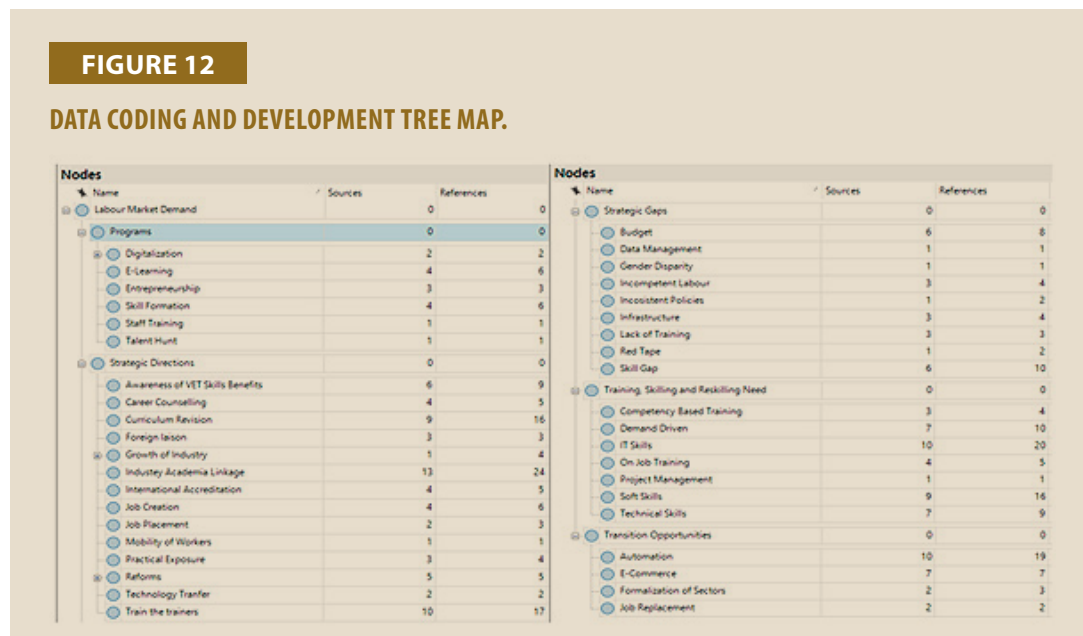 FIGURE 12
DATA CODING AND DEVELOPMENT TREE MAP.
Nodes
Name Sources References
Labour Market Demand 0 0
Programs 0 0
Digitalization 2 2
E-Learning 4 6
Entrepreneurship 3 3
Skill Formation 4 6
Staff Training 1 1
Talent Hunt 1 1
Strategic Directions 0 0
Awareness of VET Skills Benefits 6 9
Career Counselling 4 5
Curriculum Revision 9 16
Foreign laison 3 3
Growth of Industry 1 4
Industey Academia Linkage 13 24
International Accreditation 4 5
Job Creation 4 6
Job Placement 2 3
Mobility of Workers 1 1
Practical Exposure 3 4
Reforms 5 5
Technology Tranfer 2 2
Train the trainers 10 17
Nodes
Name Sources References
Strategic Gaps 0 0
Budget 6 8
Data Management 1 1
Gender Disparity 1 1
Incompetent Labour 3 4
Incosistent Policies 1 2
Infrastructure 3 4
Lack of Training 3 3
Red Tape 1 2
Skill Gap 6 10
Training, Skilling and Reskilling Need 0 0
Competency Based Training 3 4
Demand Driven 7 10
IT Skills 10 20
On Job Training 4 5
Project Management 1 1
Soft Skills 9 16
Technical Skills 7 9
Transition Opportunities 0 0
Automation 10 19
E-Commerce 7 7
Formalization of Sectors 2 3
Job Replacement 2 2